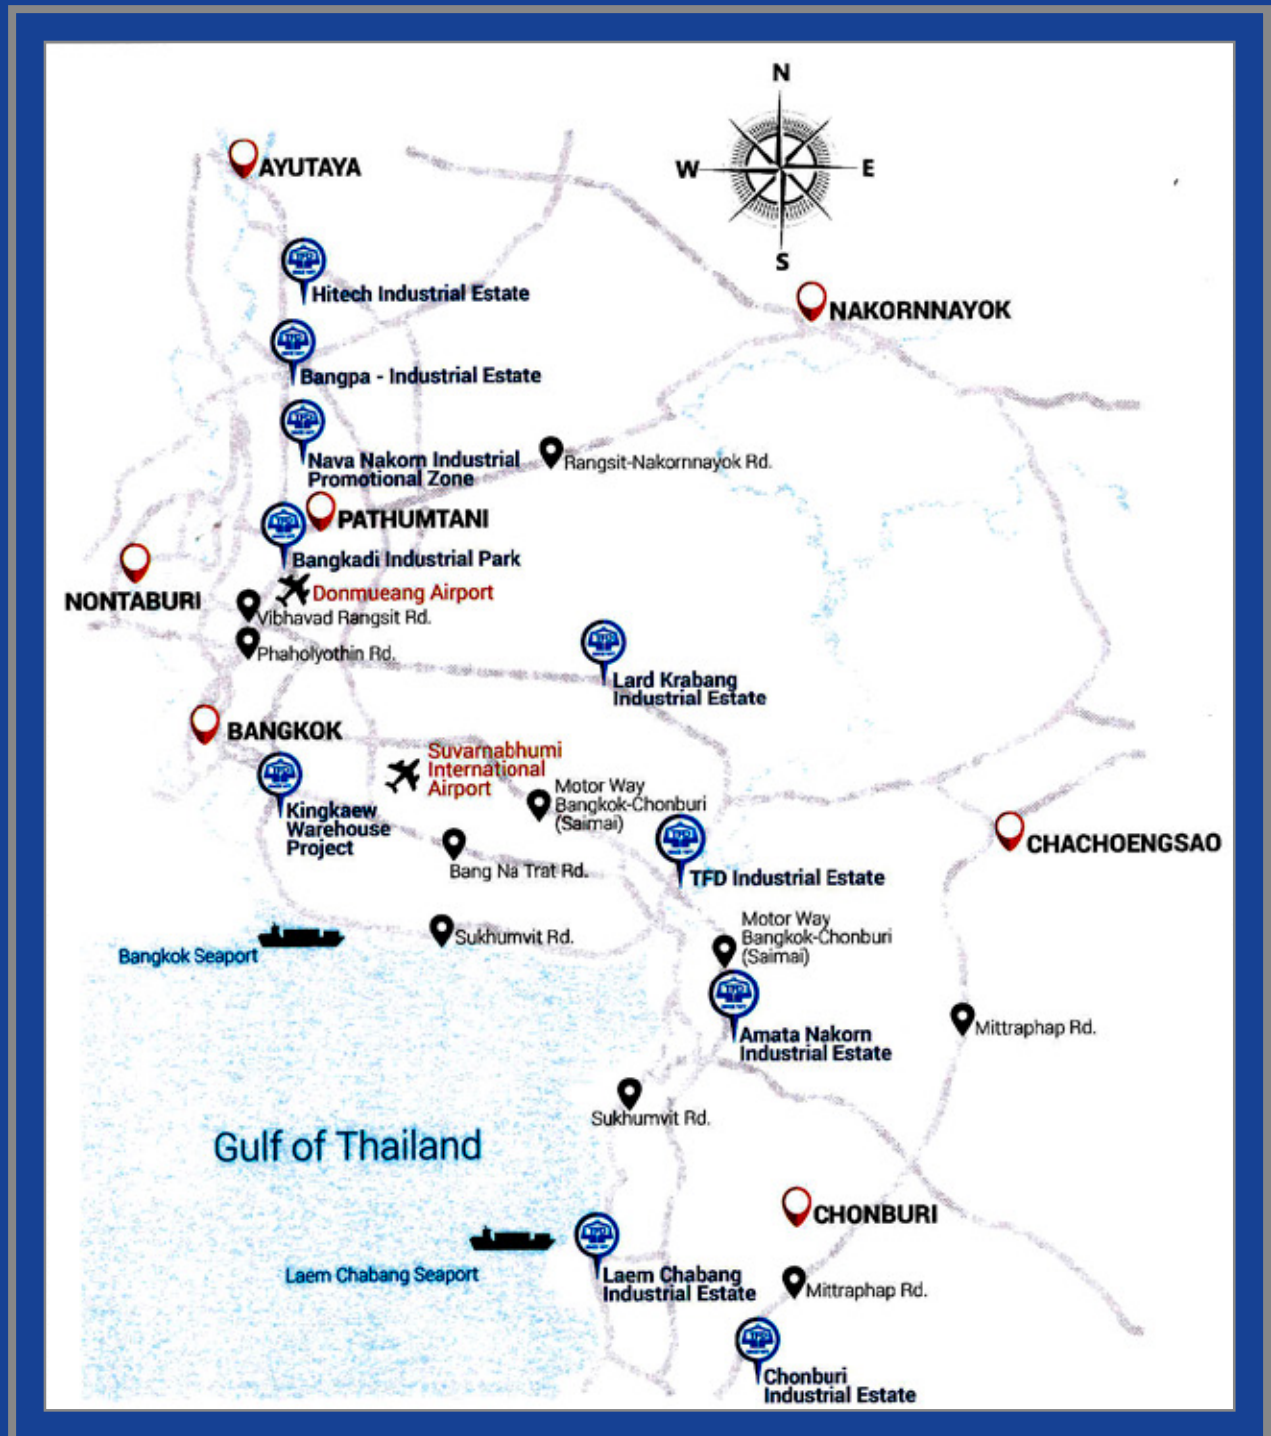 N
W
E
S
AYUTAYA
Hitech Industrial Estate
NAKORNNAYOK
Bangpa - Industrial Estate
Nava Nakorn Industrial
Promotional Zone
Rangsit-Nakornnayok Rd.
PATHUMTANI
Bangkadi Industrial Park
NONTABURI
Donmueang Airport
Vibhavad Rangsit Rd.
Phaholyothin Rd.
Lard Krabang
Industrial Estate
BANGKOK
Suvarnabhumi
International
Airport
Motor Way
Bangkok-Chonburi
(Saimai)
Kingkaew
Warehouse
Project
Bang Na Trat Rd.
CHACHOENGSAO
TFD Industrial Estate
Motor Way
Bangkok-Chonburi
(Saimai)
Sukhumvit Rd.
Bangkok Seaport
Amata Nakorn
Industrial Estate
Mittraphap Rd.
Sukhumvit Rd.
Gulf of Thailand
CHONBURI
Laem Chabang Seaport
Laem Chabang
Industrial Estate
Mittraphap Rd.
Chonburi
Industrial Estate